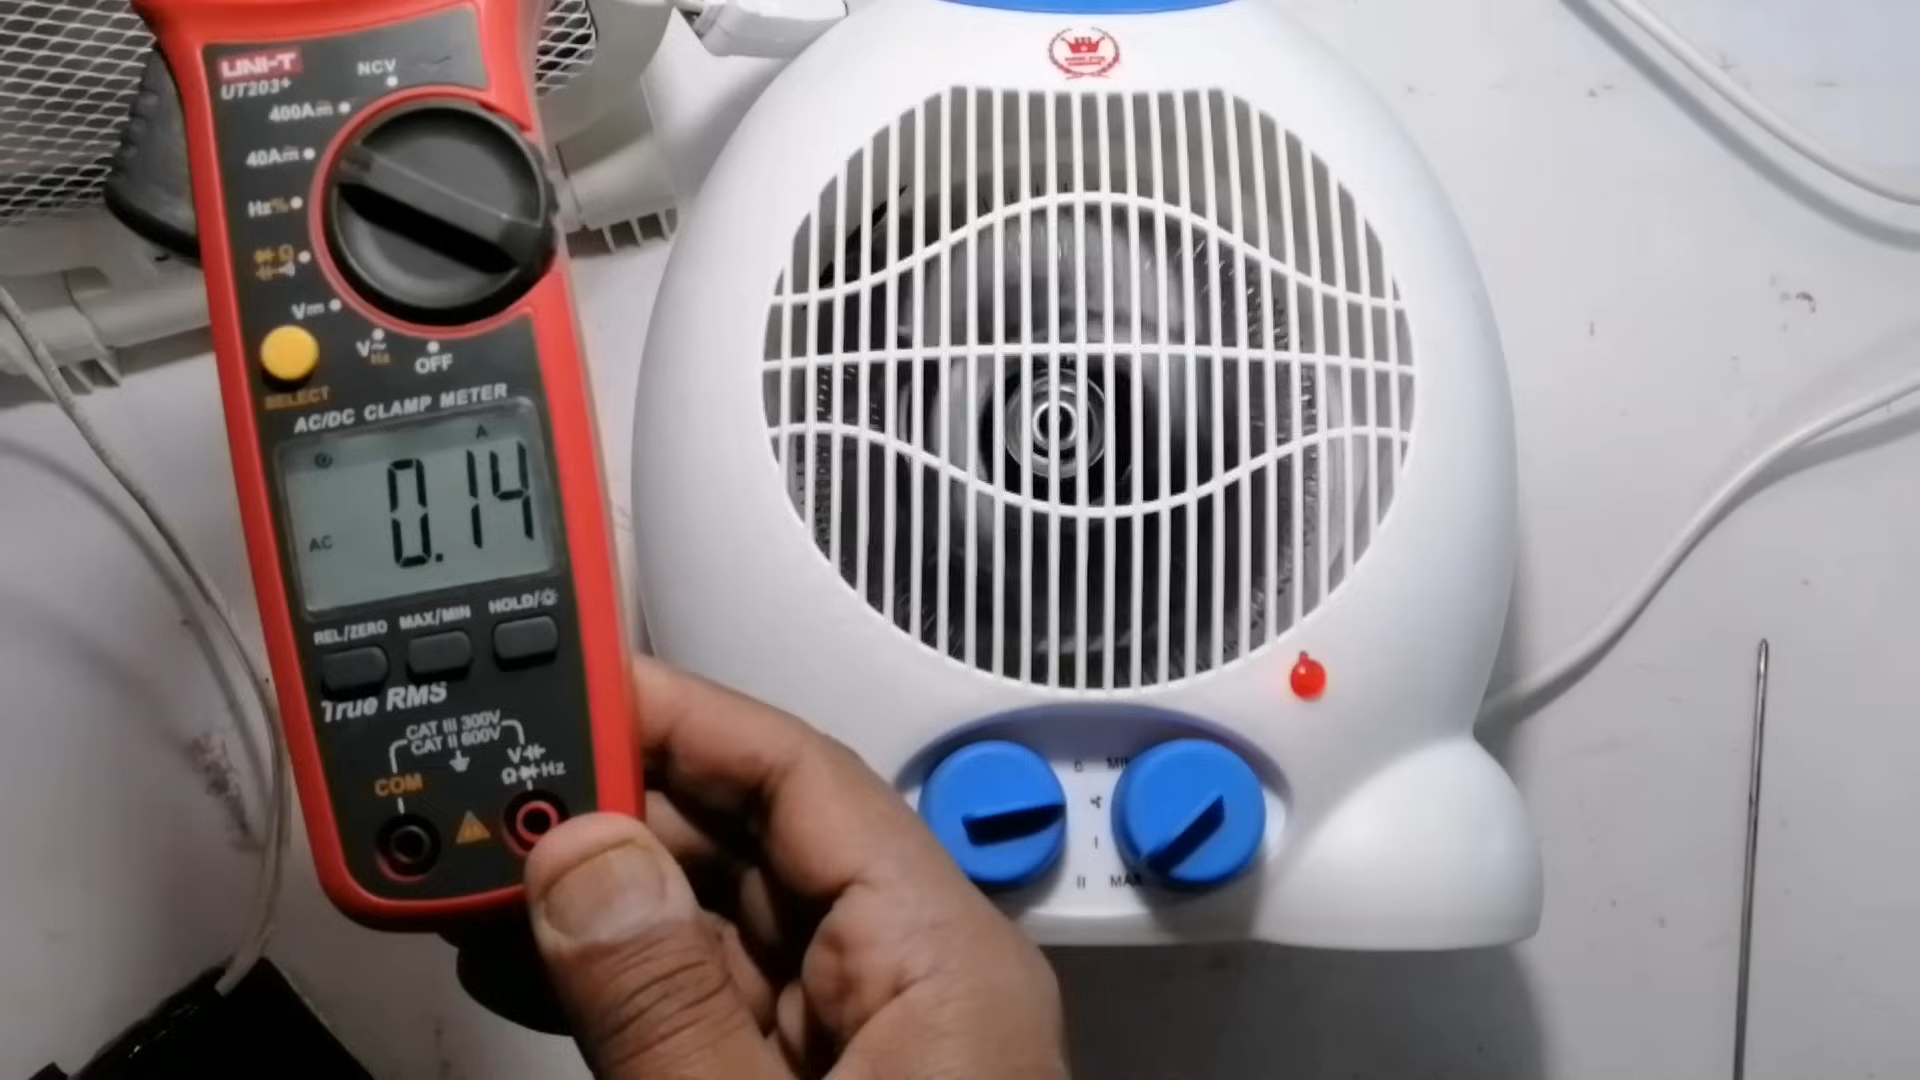 UNI-T
UT203+
NCV
400A
40A
Hz%
Ω
V
V~
Hz
OFF
SELECT
AC/DC CLAMP METER
A
AC
0.14
REL/ZERO MAX/MIN HOLD/
True RMS
CAT III 300V
CAT II 600V
COM
V
Ω Hz
MIN
I
II
MAX